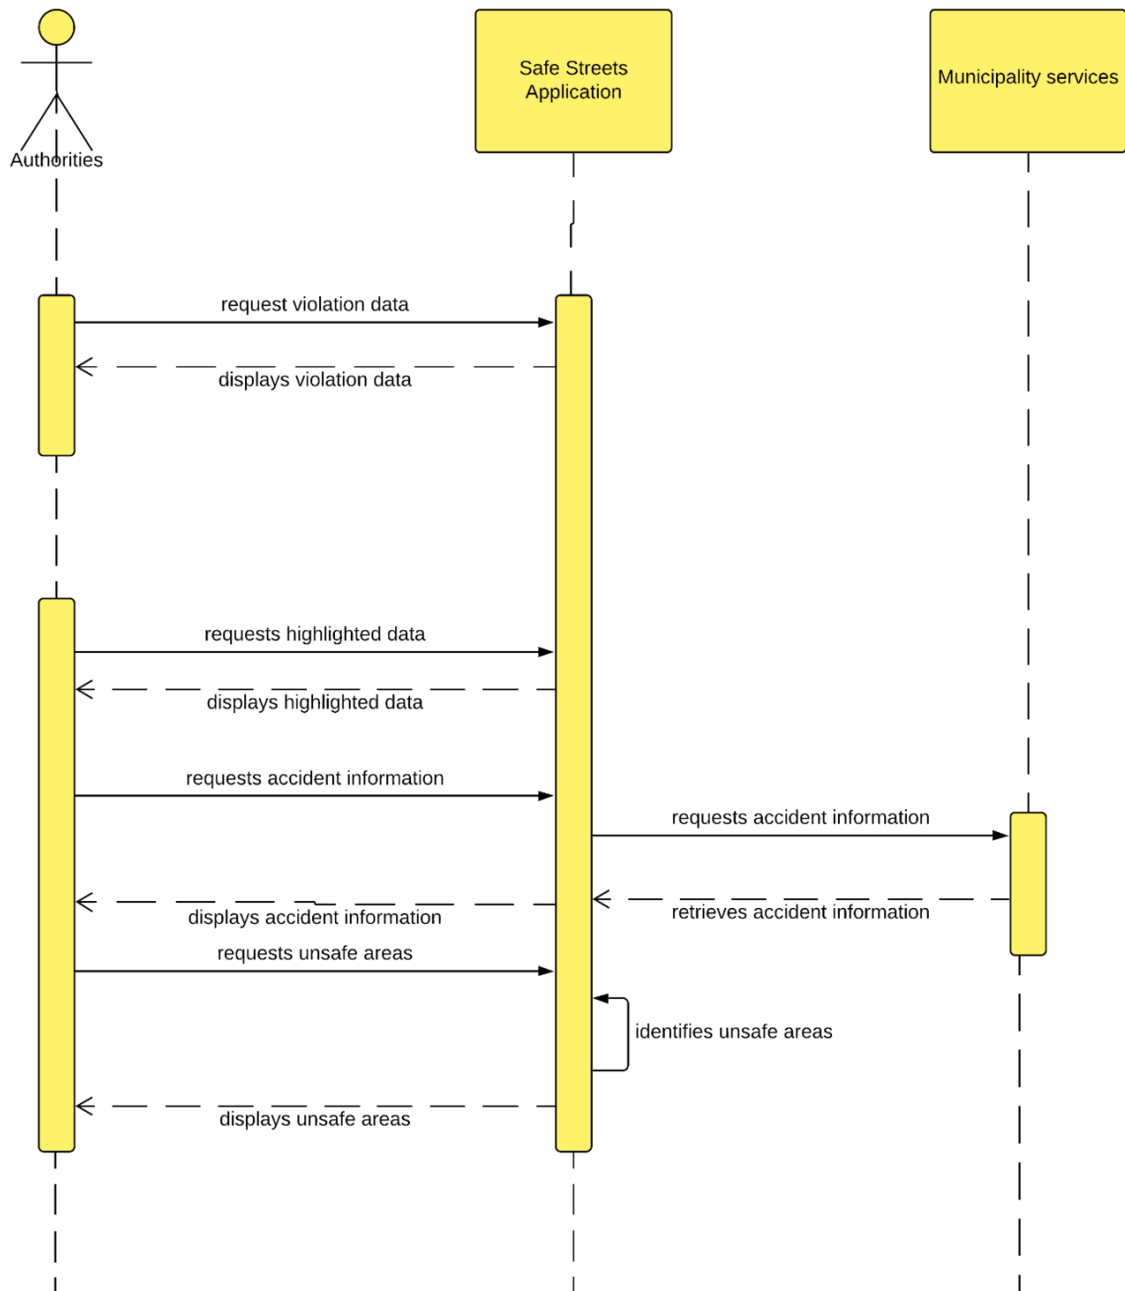 Safe Streets
Application
Municipality services
Authorities
request violation data
displays violation data
requests highlighted data
displays highlighted data
requests accident information
requests accident information
displays accident information
retrieves accident information
requests unsafe areas
identifies unsafe areas
displays unsafe areas